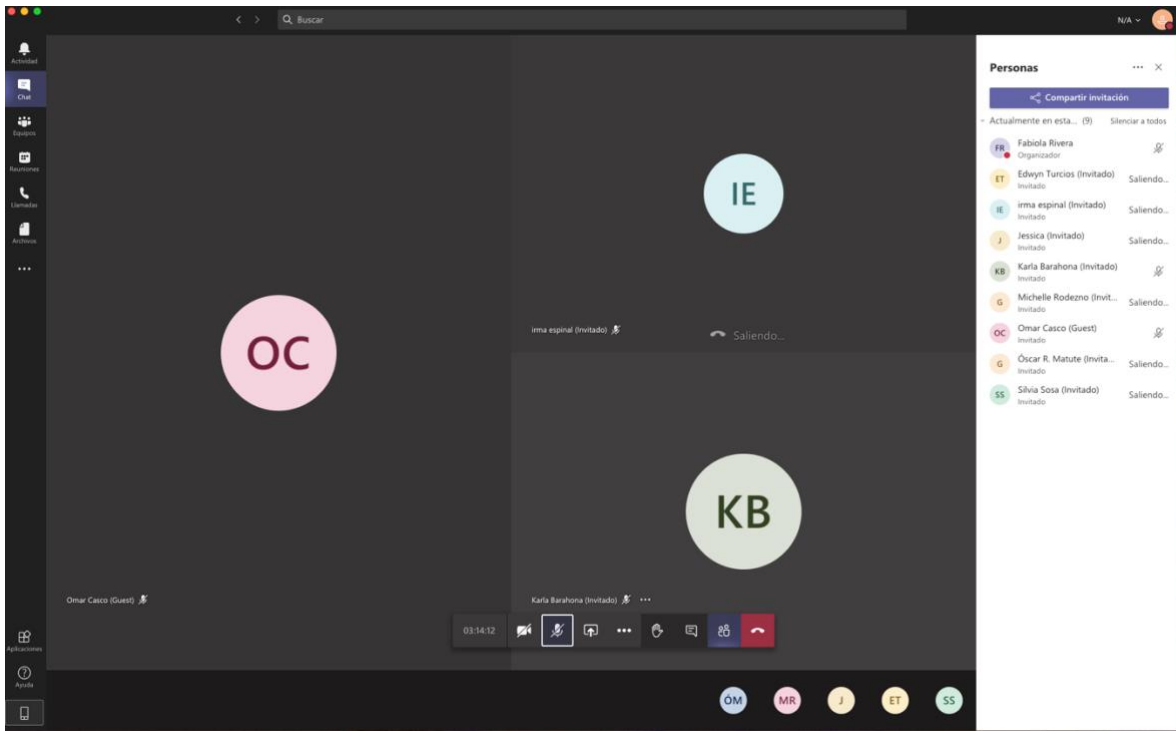 Buscar
N/A
Actividad
Chat
Equipos
Reuniones
Llamadas
Archivos
Aplicaciones
Ayuda
OC
Omar Casco (Guest)
IE
irma espinal (Invitado)
Saliendo...
KB
Karla Barahona (Invitado)
03:14:12
ÓM
MR
J
ET
SS
Personas
Compartir invitación
Actualmente en esta... (9) Silenciar a todos
FR Fabiola Rivera
Organizador
ET Edwyn Turcios (Invitado) Saliendo...
Invitado
IE irma espinal (Invitado) Saliendo...
Invitado
J Jessica (Invitado) Saliendo...
Invitado
KB Karla Barahona (Invitado)
Invitado
G Michelle Rodezno (Invit... Saliendo...
Invitado
OC Omar Casco (Guest)
Invitado
G Óscar R. Matute (Invita... Saliendo...
Invitado
SS Silvia Sosa (Invitado) Saliendo...
Invitado